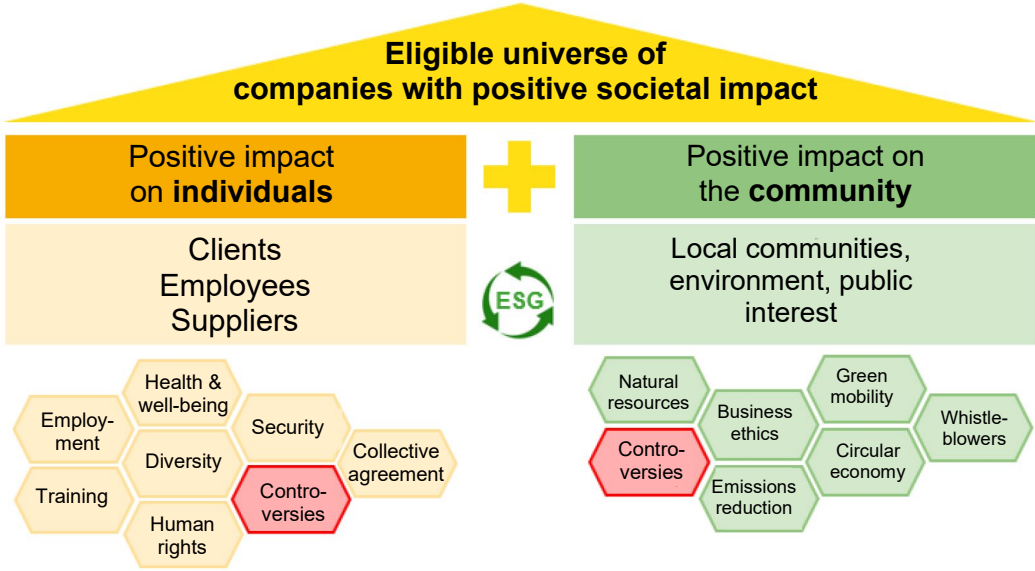 Eligible universe of
companies with positive societal impact
Positive impact
on individuals
Positive impact on
the community
Clients
Employees
Suppliers
ESG
Local communities,
environment, public
interest
Employ-
ment
Health &
well-being
Security
Collective
agreement
Diversity
Training
Contro-
versies
Human
rights
Natural
resources
Business
ethics
Green
mobility
Whistle-
blowers
Contro-
versies
Circular
economy
Emissions
reduction